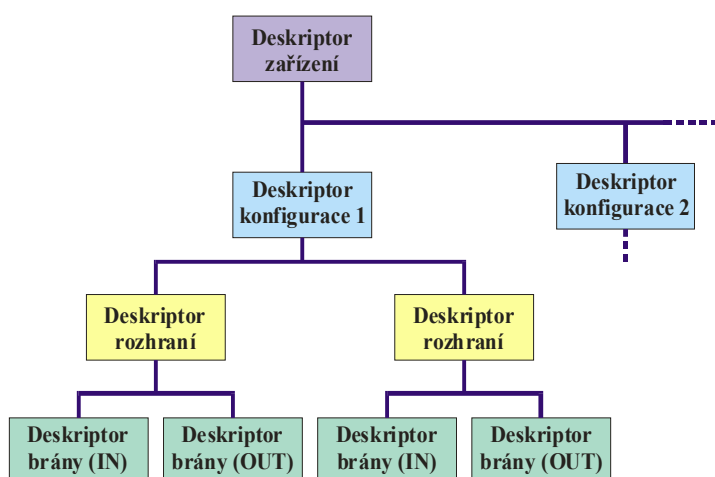 Deskriptor
zařízení
Deskriptor
konfigurace 1
Deskriptor
konfigurace 2
Deskriptor
rozhraní
Deskriptor
rozhraní
Deskriptor
brány (IN)
Deskriptor
brány (OUT)
Deskriptor
brány (IN)
Deskriptor
brány (OUT)